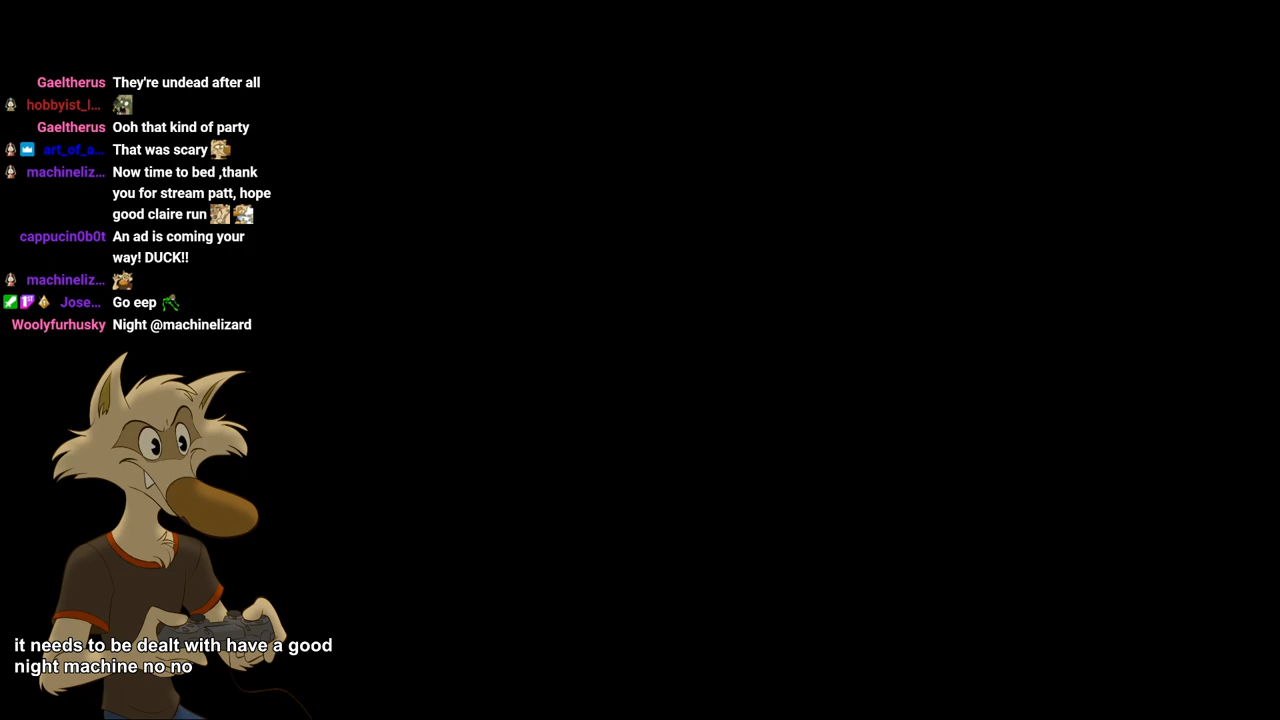 Gaeltherus They're undead after all
hobbyist_l...
Gaeltherus Ooh that kind of party
art_of_a... That was scary
machineliz... Now time to bed ,thank
you for stream patt, hope
good claire run
cappucin0b0t An ad is coming your
way! DUCK!!
machineliz...
Jose... Go eep
Woolyfurhusky Night @machinelizard
it needs to be dealt with have a good
night machine no no